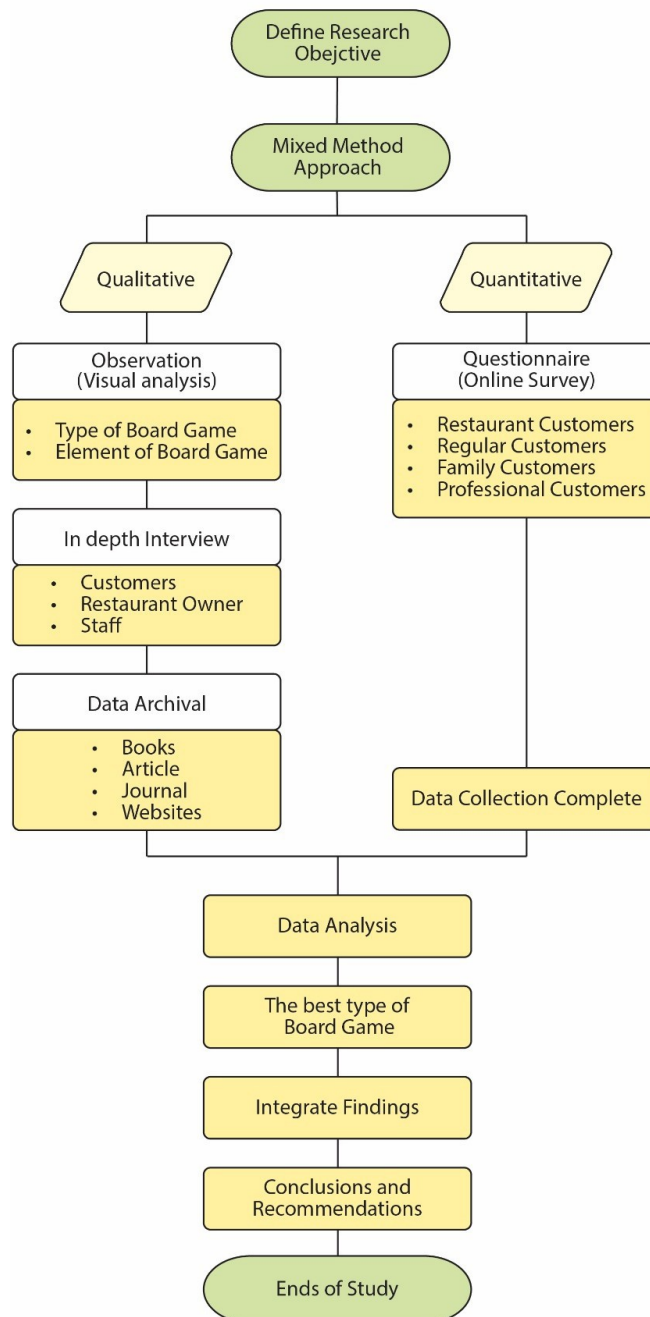 Define Research
Obejctive
Mixed Method
Approach
Qualitative
Observation
(Visual analysis)
• Type of Board Game
• Element of Board Game
In depth Interview
• Customers
• Restaurant Owner
• Staff
Data Archival
• Books
• Article
• Journal
• Websites
Quantitative
Questionnaire
(Online Survey)
• Restaurant Customers
• Regular Customers
• Family Customers
• Professional Customers
Data Collection Complete
Data Analysis
The best type of
Board Game
Integrate Findings
Conclusions and
Recommendations
Ends of Study